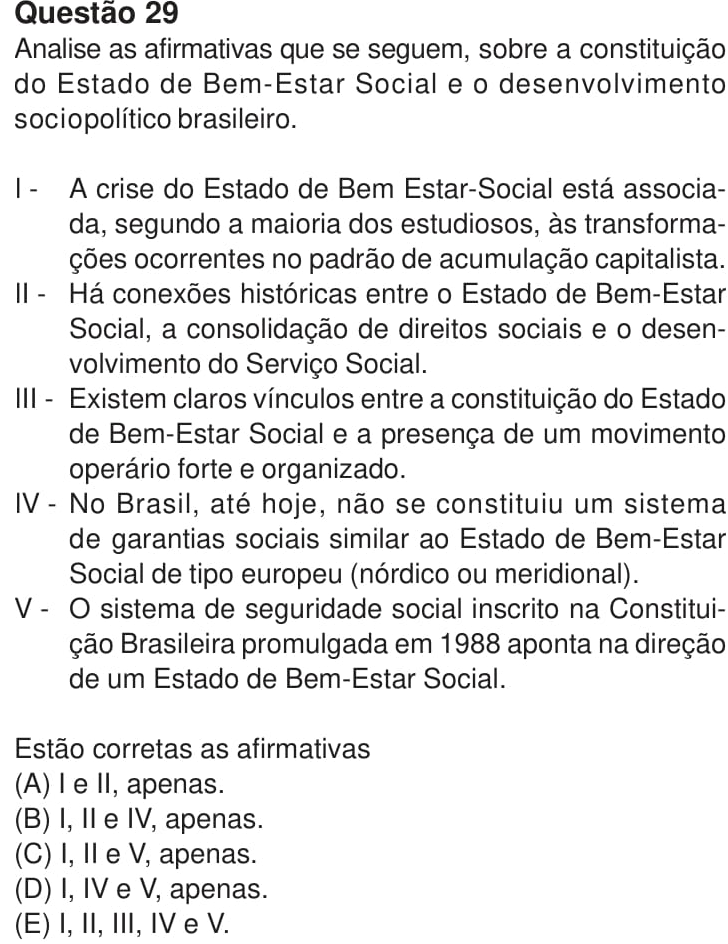 Questão 29
Analise as afirmativas que se seguem, sobre a constituição
do Estado de Bem-Estar Social e o desenvolvimento
sociopolítico brasileiro.
I - A crise do Estado de Bem Estar-Social está associa-
da, segundo a maioria dos estudiosos, às transforma-
ções ocorrentes no padrão de acumulação capitalista.
II - Há conexões históricas entre o Estado de Bem-Estar
Social, a consolidação de direitos sociais e o desen-
volvimento do Serviço Social.
III - Existem claros vínculos entre a constituição do Estado
de Bem-Estar Social e a presença de um movimento
operário forte e organizado.
IV - No Brasil, até hoje, não se constituiu um sistema
de garantias sociais similar ao Estado de Bem-Estar
Social de tipo europeu (nórdico ou meridional).
V - O sistema de seguridade social inscrito na Constitui-
ção Brasileira promulgada em 1988 aponta na direção
de um Estado de Bem-Estar Social.
Estão corretas as afirmativas
(A) I e II, apenas.
(B) I, II e IV, apenas.
(C) I, II e V, apenas.
(D) I, IV e V, apenas.
(E) I, II, III, IV e V.